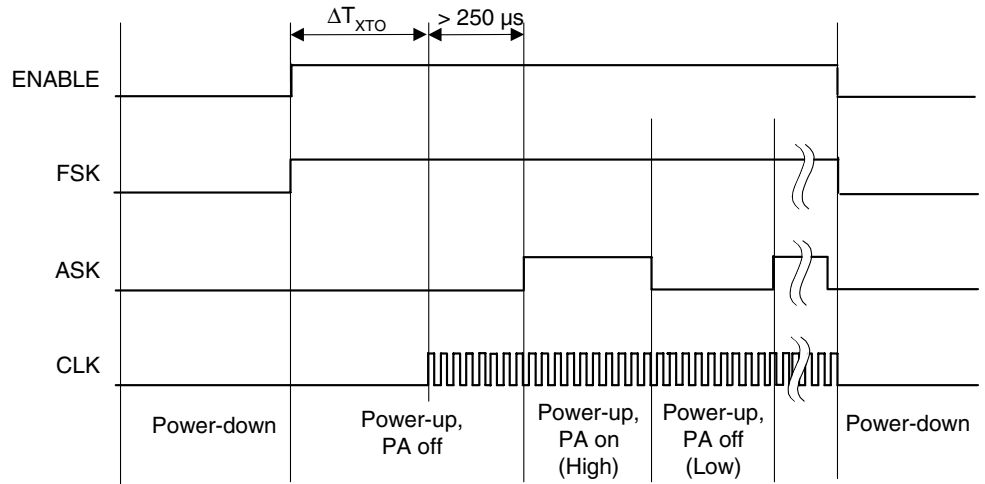 ΔT_XTO
> 250 µs
ENABLE
FSK
ASK
CLK
Power-down
Power-up,
PA off
Power-up,
PA on
(High)
Power-up,
PA off
(Low)
Power-down